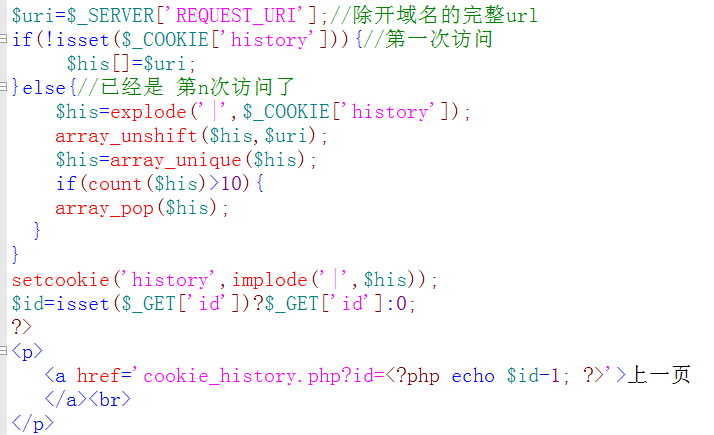 $uri=$_SERVER['REQUEST_URI'];//除开域名的完整url
if(!isset($_COOKIE['history'])){//第一次访问
     $his[]=$uri;
}else{//已经是 第n次访问了
    $his=explode('|',$_COOKIE['history']);
    array_unshift($his,$uri);
    $his=array_unique($his);
    if(count($his)>10){
    array_pop($his);
  }
}
setcookie('history',implode('|',$his));
$id=isset($_GET['id'])?$_GET['id']:0;
?>
<p>
   <a href='cookie_history.php?id=<?php echo $id-1; ?>'>上一页
   </a><br>
</p>